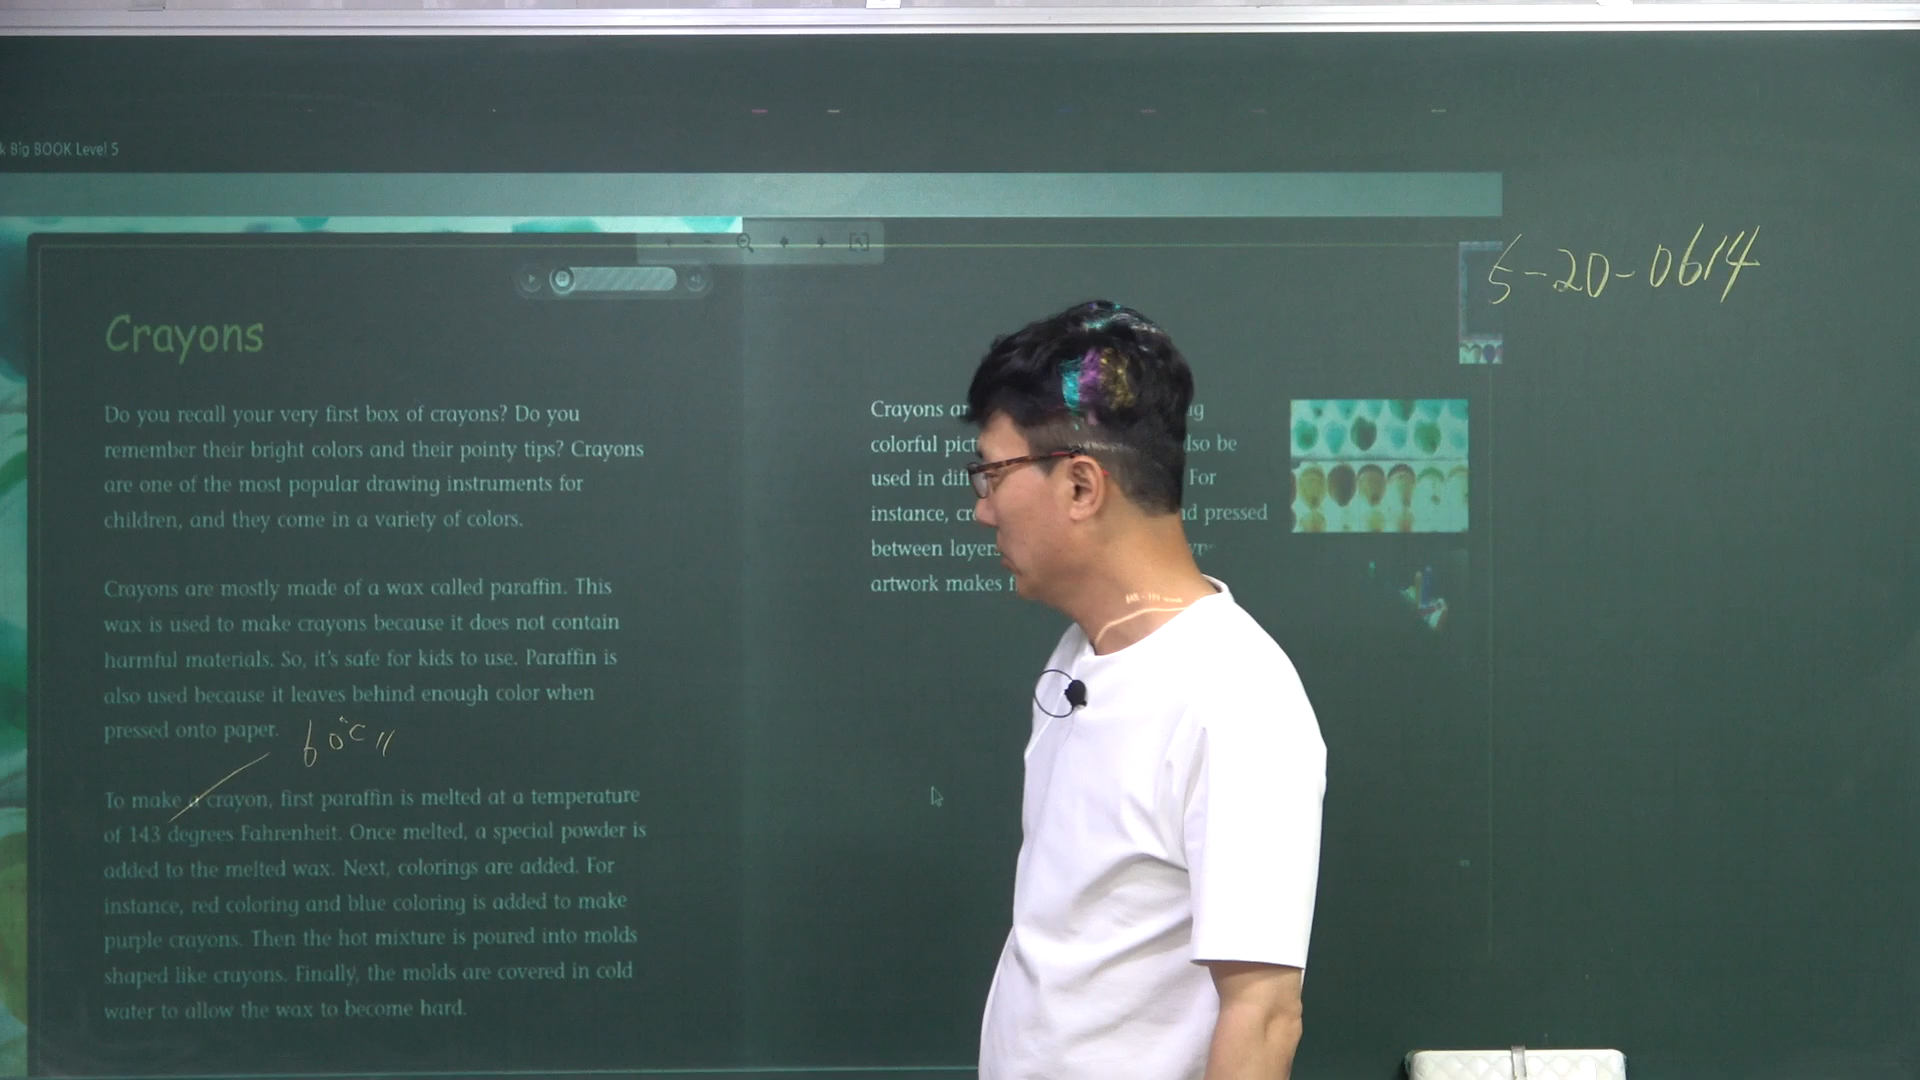 Big BOOK Level 5
5-20-0614
Crayons
Do you recall your very first box of crayons? Do you
remember their bright colors and their pointy tips? Crayons
are one of the most popular drawing instruments for
children, and they come in a variety of colors.
Crayons are mostly made of a wax called paraffin. This
wax is used to make crayons because it does not contain
harmful materials. So, it's safe for kids to use. Paraffin is
also used because it leaves behind enough color when
pressed onto paper.
60°C
To make a crayon, first paraffin is melted at a temperature
of 143 degrees Fahrenheit. Once melted, a special powder is
added to the melted wax. Next, colorings are added. For
instance, red coloring and blue coloring is added to make
purple crayons. Then the hot mixture is poured into molds
shaped like crayons. Finally, the molds are covered in cold
water to allow the wax to become hard.
Crayons
colorful be
used in For
instance, pressed
between
artwork makes